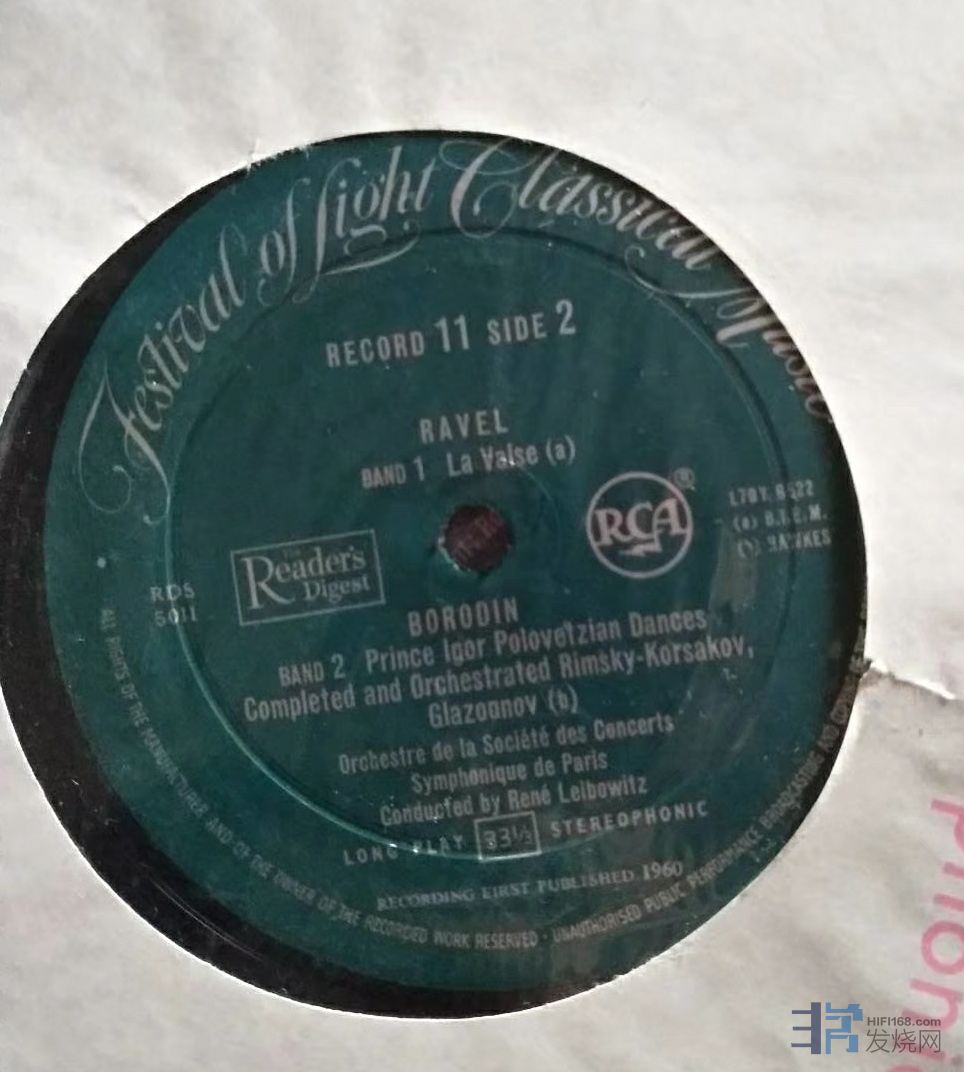 Festival of Light Classical Music
RECORD 11 SIDE 2
RAVEL
BAND 1 La Valse (a)
RCA
®
(a)
HAWKES
THE
Reader's
Digest
RDS
5011
BORODIN
BAND 2 Prince Igor Polovetzian Dances
Completed and Orchestrated Rimsky-Korsakov,
Glazounov (b)
Orchestre de la Société des Concerts
Symphonique de Paris
Conducted by René Leibowitz
LONG PLAY 33⅓ STEREOPHONIC
RECORDING FIRST PUBLISHED 1960
ALL RIGHTS OF THE MANUFACTURER AND OF THE OWNER OF THE RECORDED WORK RESERVED · UNAUTHORISED PUBLIC PERFORMANCE BROADCASTING AND
HIFI168.com
发烧网